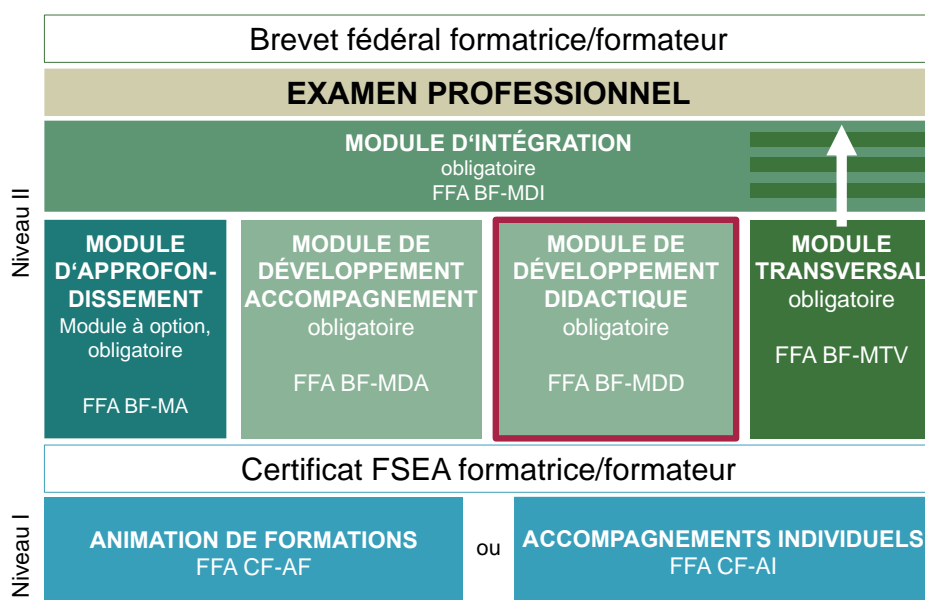 Brevet fédéral formatrice/formateur
EXAMEN PROFESSIONNEL
MODULE D‘INTÉGRATION
obligatoire
FFA BF-MDI
Niveau II
MODULE
D‘APPROFON-
DISSEMENT
Module à option,
obligatoire
FFA BF-MA
MODULE DE
DÉVELOPPEMENT
ACCOMPAGNEMENT
obligatoire
FFA BF-MDA
MODULE DE
DÉVELOPPEMENT
DIDACTIQUE
obligatoire
FFA BF-MDD
MODULE
TRANSVERSAL
obligatoire
FFA BF-MTV
Certificat FSEA formatrice/formateur
Niveau I
ANIMATION DE FORMATIONS
FFA CF-AF
ou
ACCOMPAGNEMENTS INDIVIDUELS
FFA CF-AI